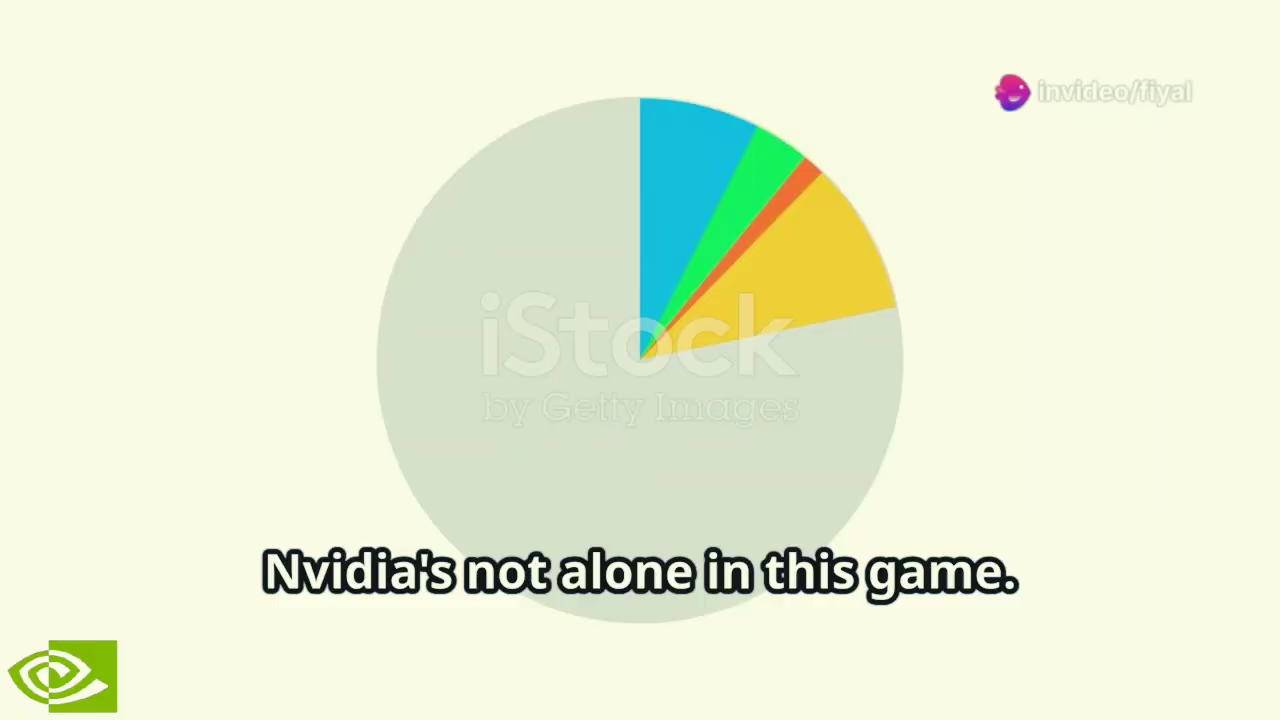 invideo/fiyal
iStock
by Getty Images
Nvidia's not alone in this game.